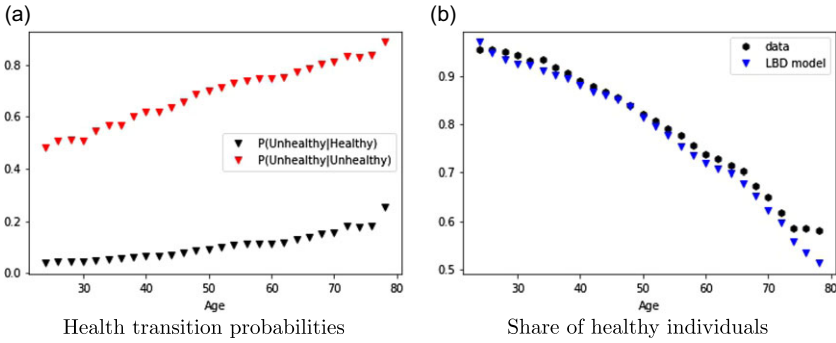 (a)
0.8
0.6
0.4
0.2
0.0
P(Unhealthy|Healthy)
P(Unhealthy|Unhealthy)
30
40
50
60
70
80
Age
Health transition probabilities
(b)
0.9
0.8
0.7
0.6
0.5
data
LBD model
30
40
50
60
70
80
Age
Share of healthy individuals